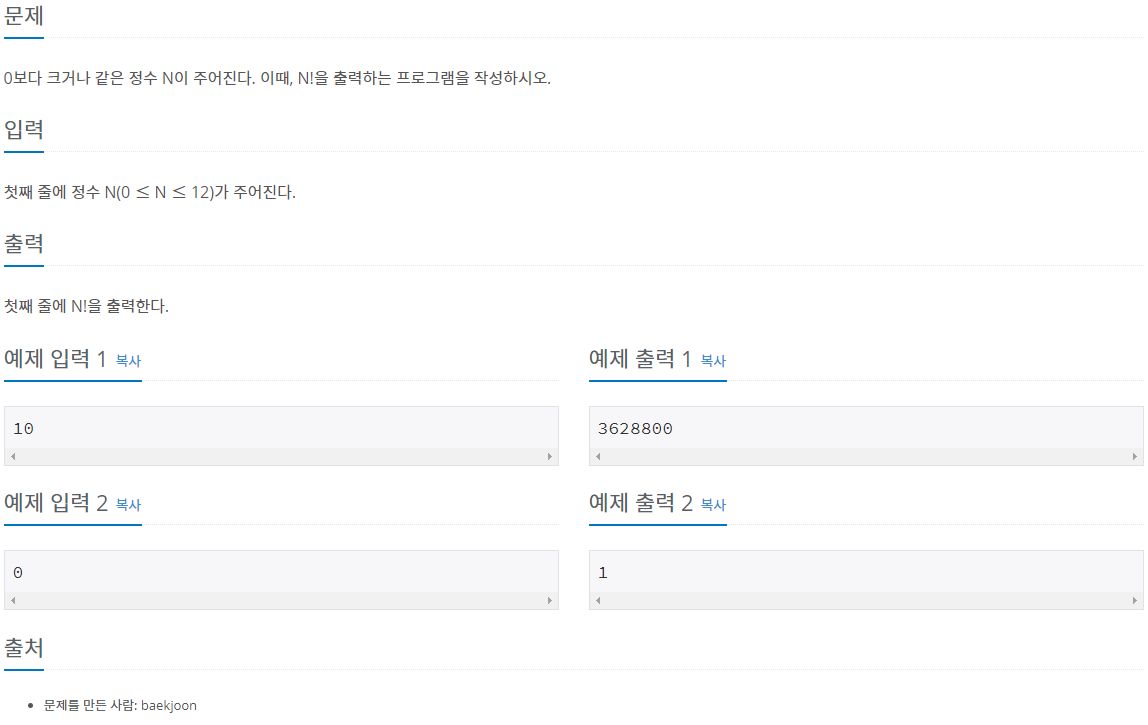 문제
0보다 크거나 같은 정수 N이 주어진다. 이때, N!을 출력하는 프로그램을 작성하시오.
입력
첫째 줄에 정수 N(0 ≤ N ≤ 12)가 주어진다.
출력
첫째 줄에 N!을 출력한다.
예제 입력 1 복사
10
예제 출력 1 복사
3628800
예제 입력 2 복사
0
예제 출력 2 복사
1
출처
• 문제를 만든 사람: baekjoon